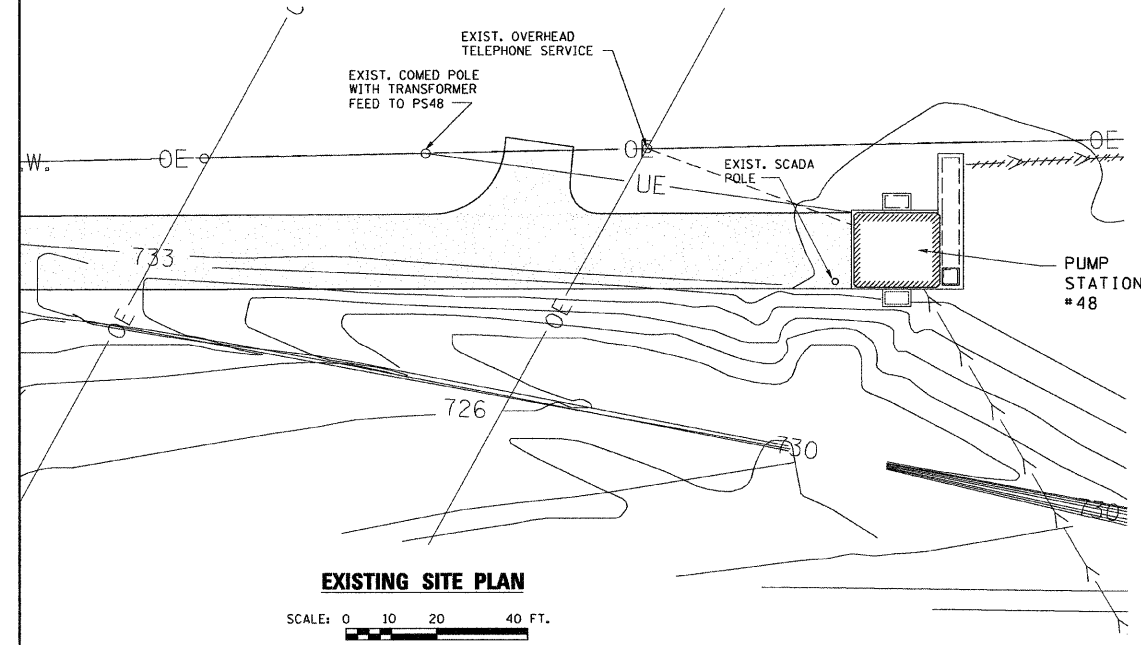 EXIST. OVERHEAD
TELEPHONE SERVICE
EXIST. COMED POLE
WITH TRANSFORMER
FEED TO PS48
.W.
OE
OE
OE
EXIST. SCADA
POLE
UE
733
PUMP
STATION
#48
OE
OE
726
730
730
EXISTING SITE PLAN
SCALE: 0 10 20 40 FT.